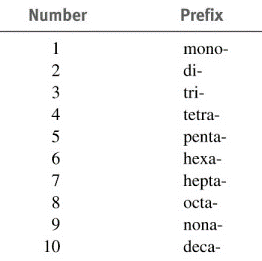 Number Prefix
1 mono-
2 di-
3 tri-
4 tetra-
5 penta-
6 hexa-
7 hepta-
8 octa-
9 nona-
10 deca-